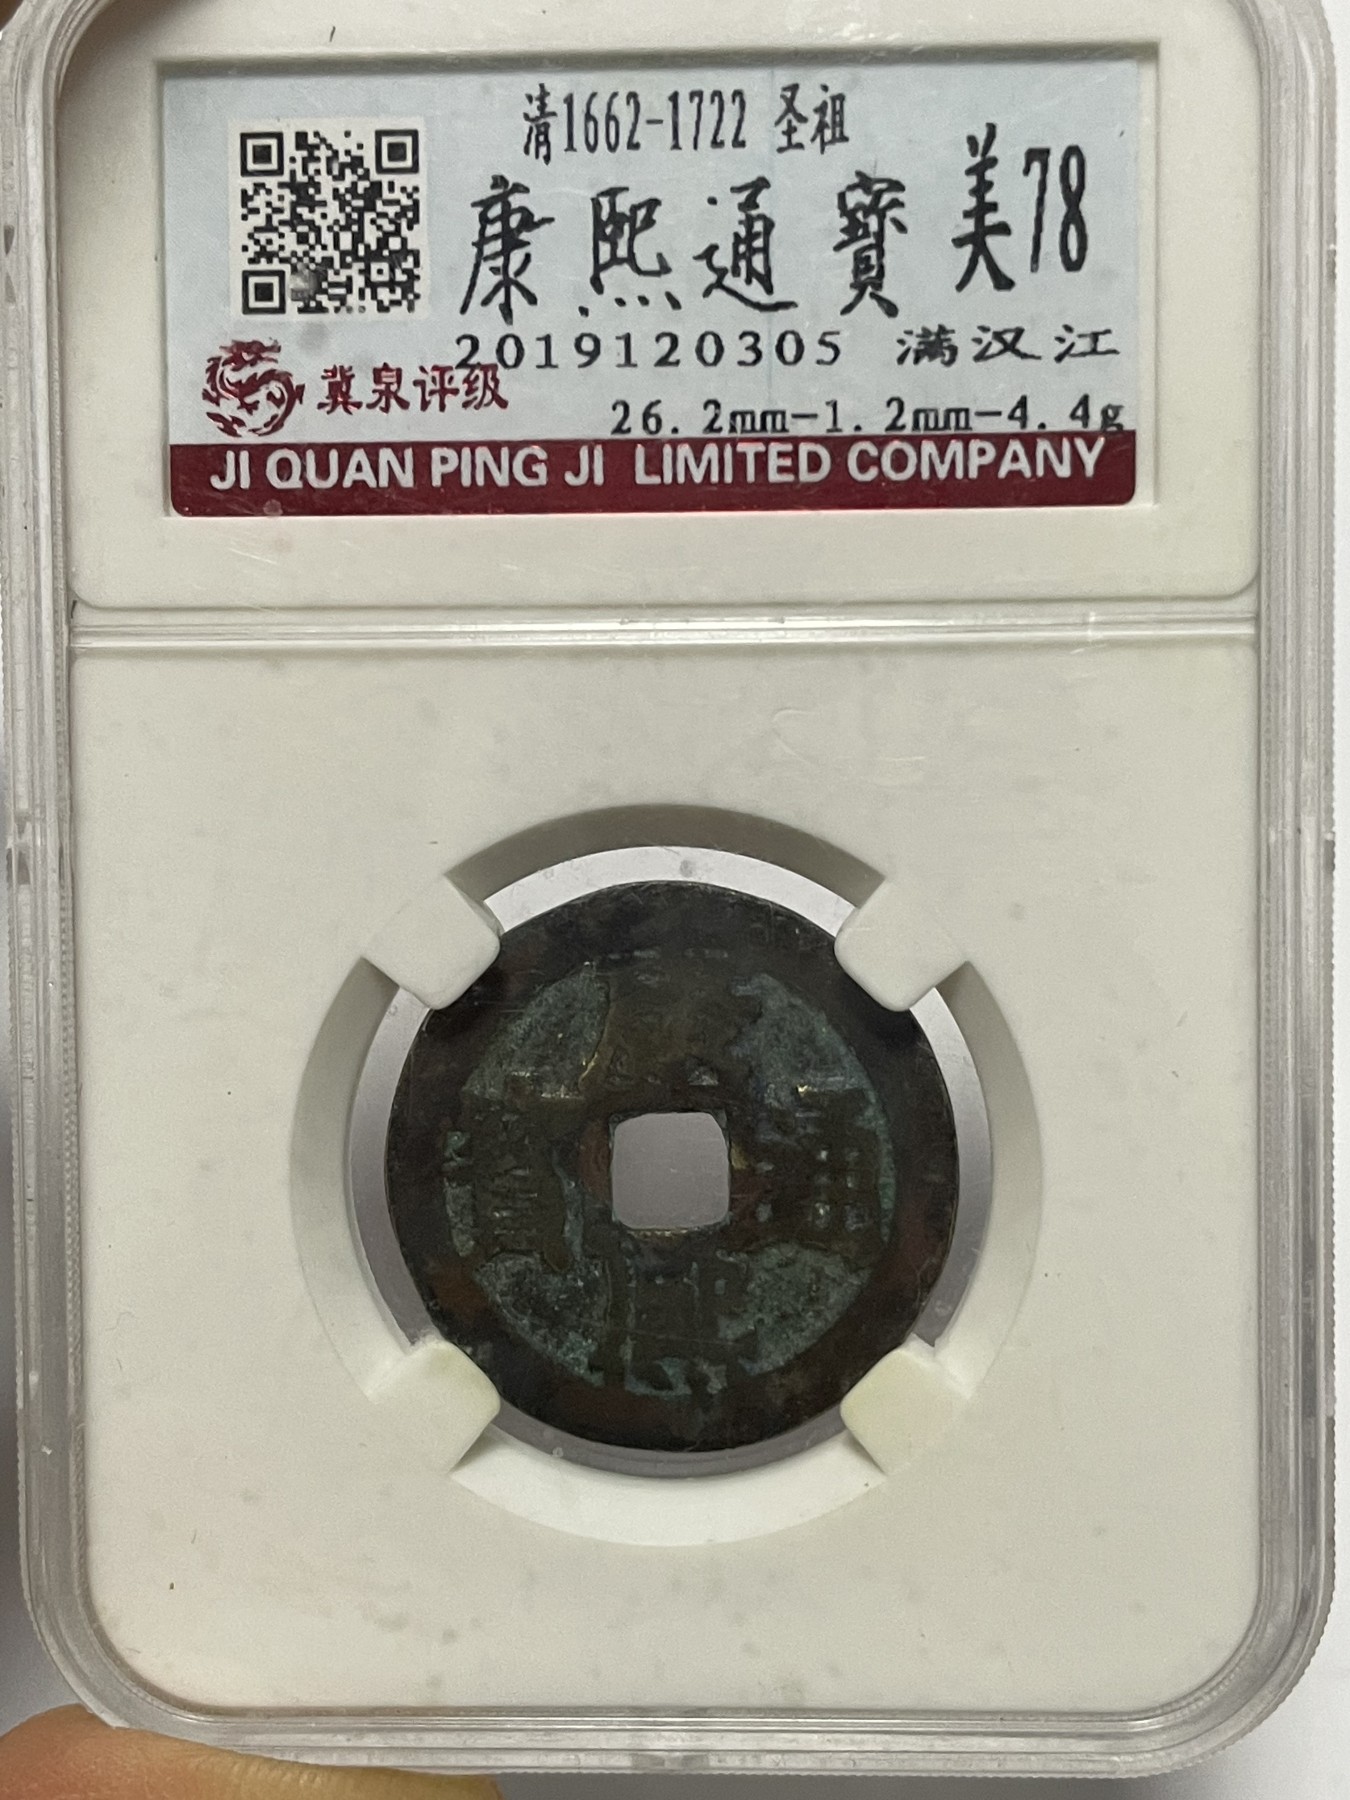 清1662-1722 圣祖
康熙通寶 美78
2019120305 满汉江
冀泉评级
26.2mm-1.2mm-4.4g
JI QUAN PING JI LIMITED COMPANY